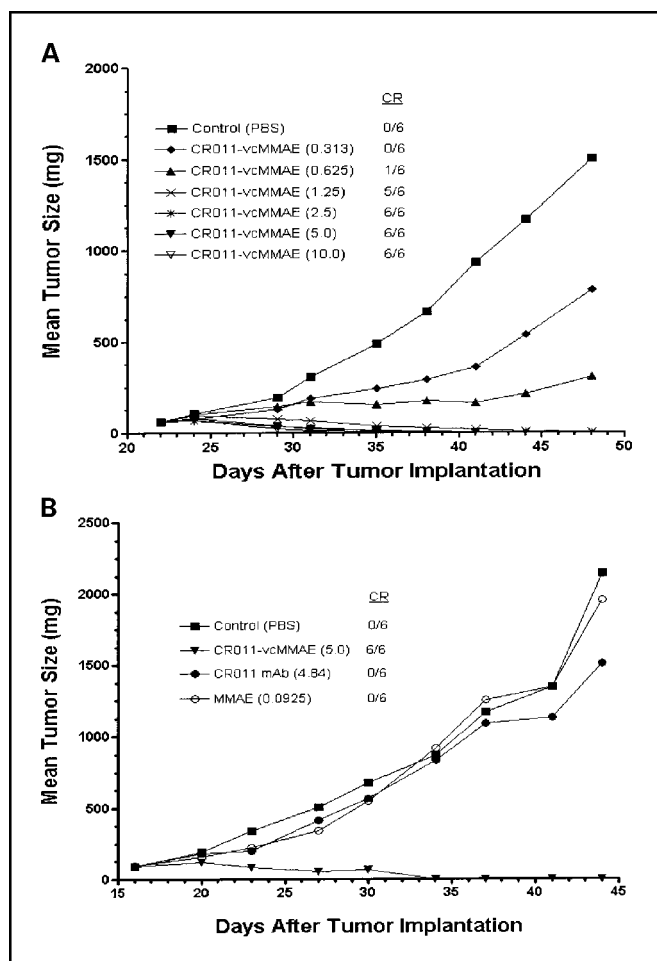 A
2000
1500
1000
500
0
Mean Tumor Size (mg)
CR
Control (PBS) 0/6
CR011-vcMMAE (0.313) 0/6
CR011-vcMMAE (0.625) 1/6
CR011-vcMMAE (1.25) 5/6
CR011-vcMMAE (2.5) 6/6
CR011-vcMMAE (5.0) 6/6
CR011-vcMMAE (10.0) 6/6
20 25 30 35 40 45 50
Days After Tumor Implantation
B
2500
2000
1500
1000
500
0
Mean Tumor Size (mg)
CR
Control (PBS) 0/6
CR011-vcMMAE (5.0) 6/6
CR011 mAb (4.84) 0/6
MMAE (0.0925) 0/6
15 20 25 30 35 40 45
Days After Tumor Implantation